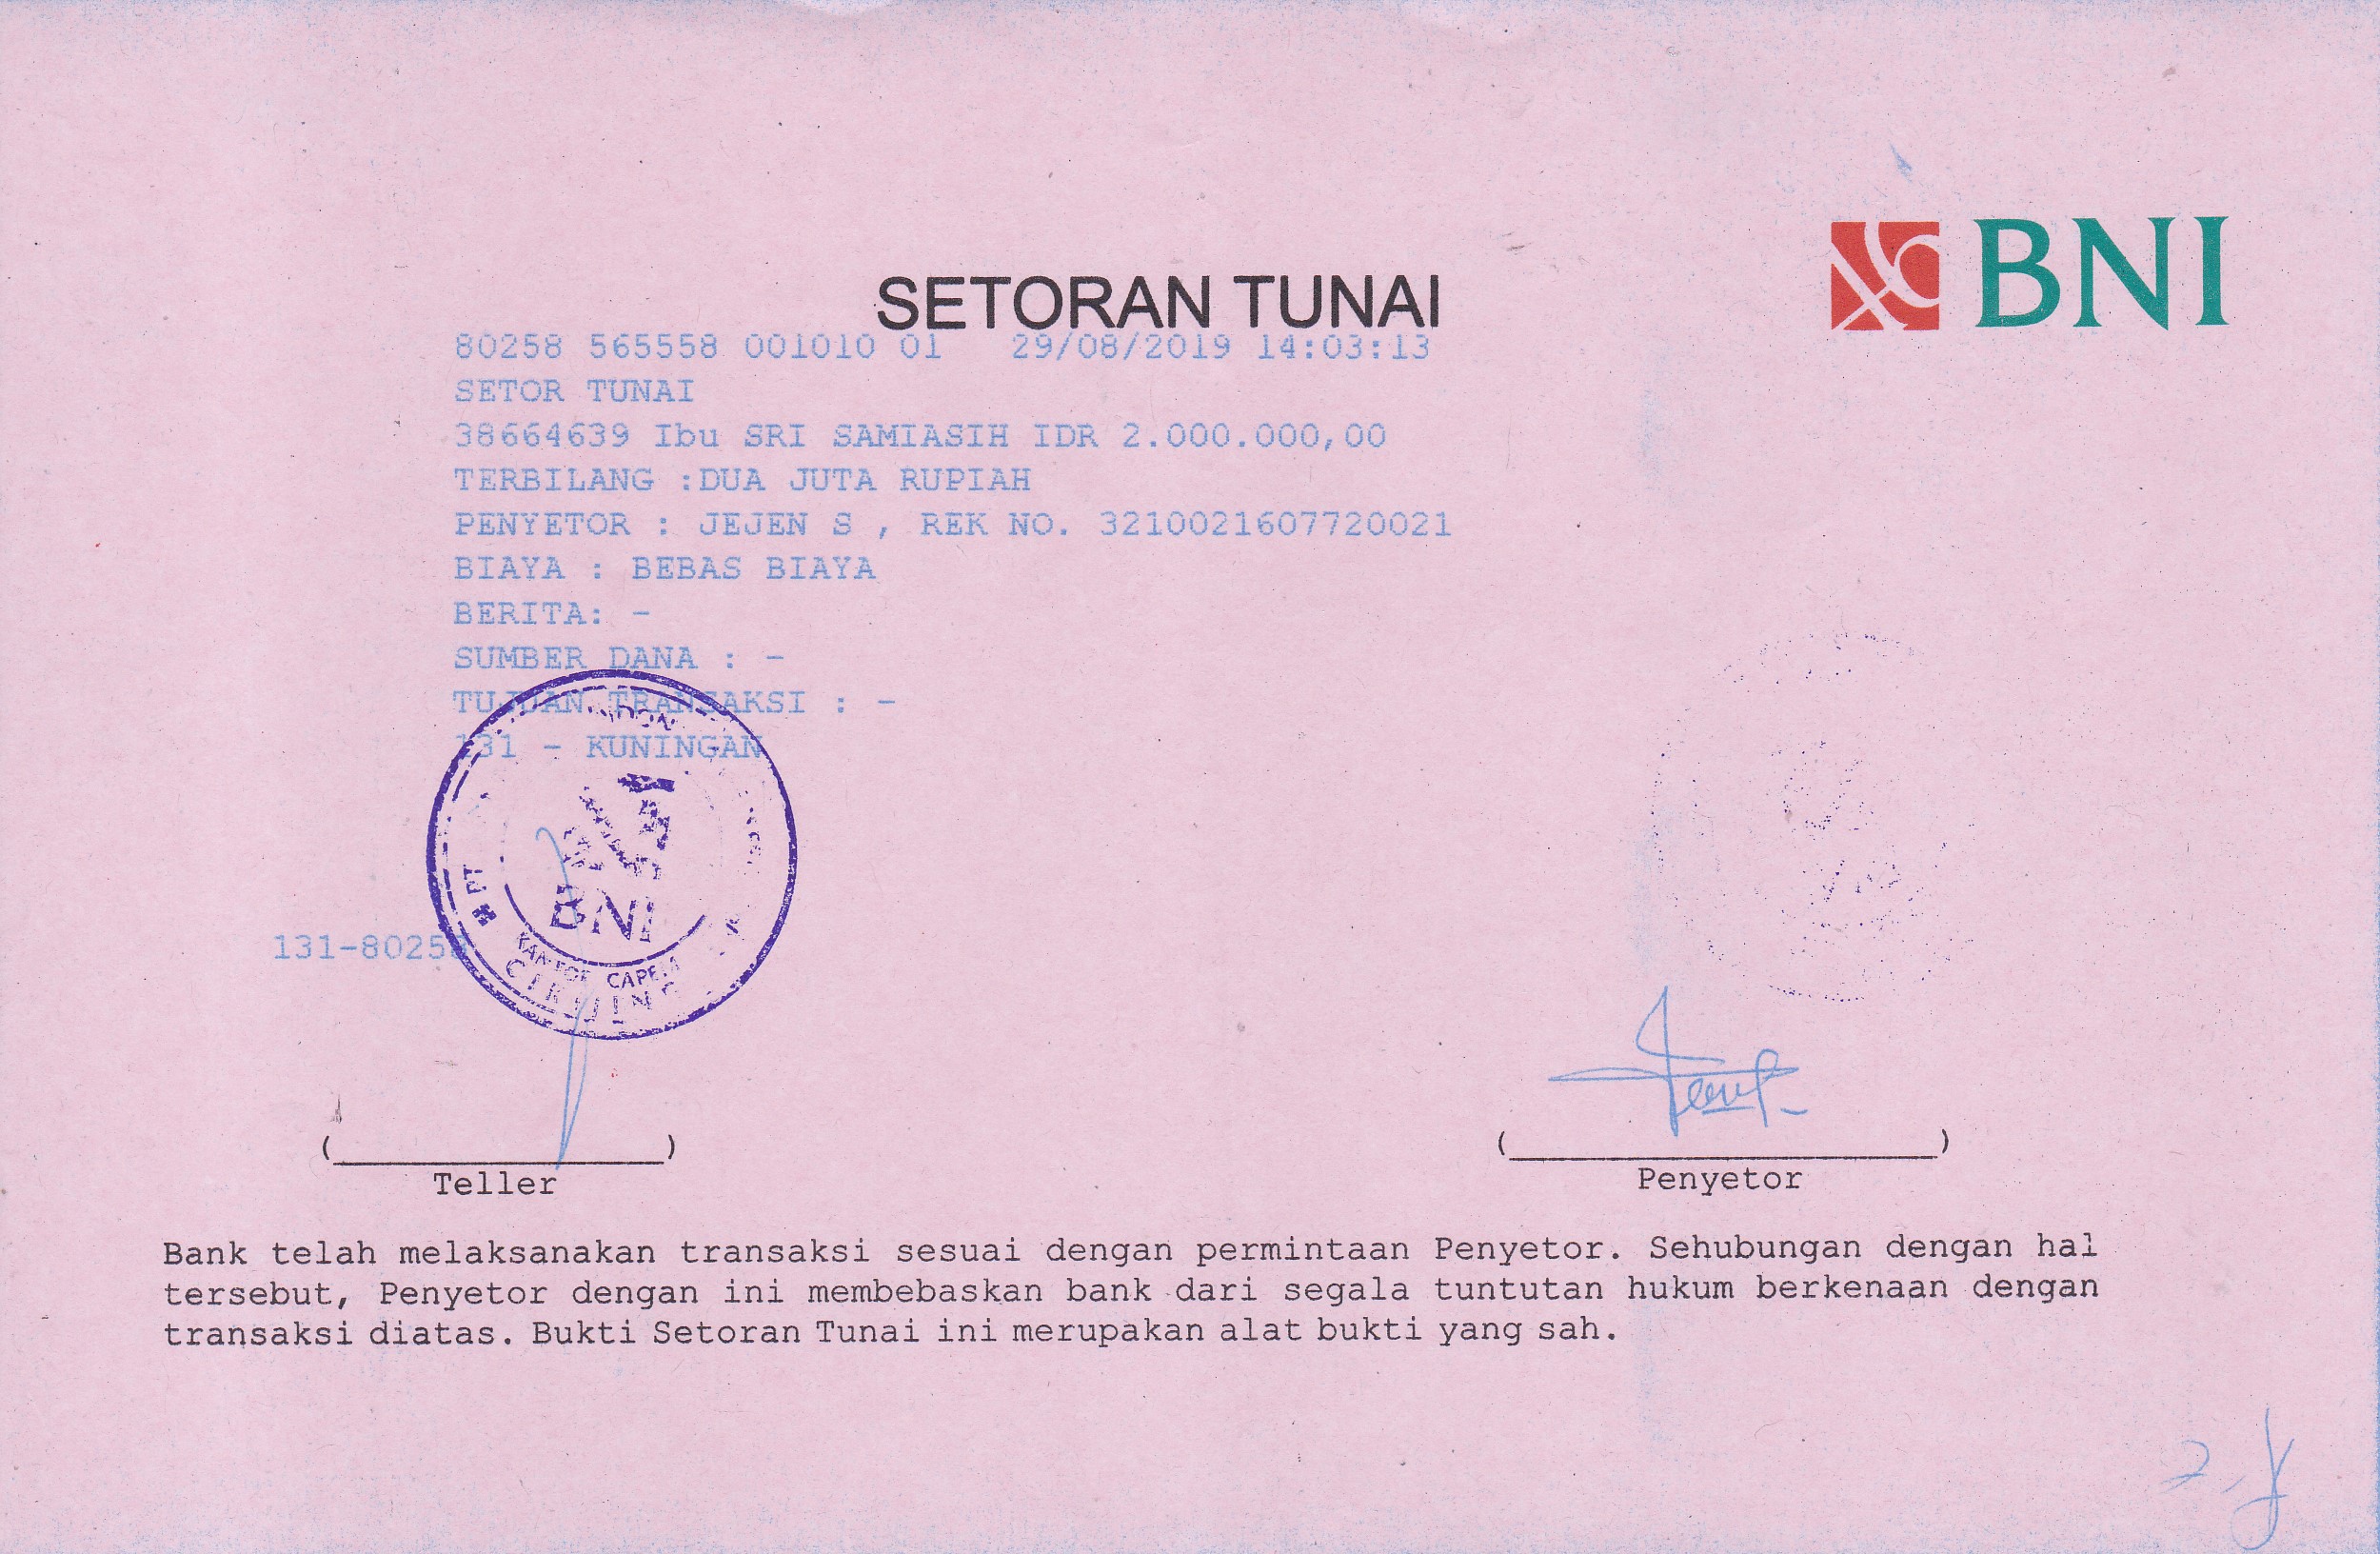 BNI
SETORAN TUNAI
80258 565558 001010 01 29/08/2019 14:03:13
SETOR TUNAI
38664639 Ibu SRI SAMIASIH IDR 2.000.000,00
TERBILANG :DUA JUTA RUPIAH
PENYETOR : JEJEN S , REK NO. 3210021607720021
BIAYA : BEBAS BIAYA
BERITA: -
SUMBER DANA : -
TUJUAN TRANSAKSI : -
131 - KUNINGAN
PT
BNI
CAPEM
131-80258
( )
Teller
( )
Penyetor
Bank telah melaksanakan transaksi sesuai dengan permintaan Penyetor. Sehubungan dengan hal
tersebut, Penyetor dengan ini membebaskan bank dari segala tuntutan hukum berkenaan dengan
transaksi diatas. Bukti Setoran Tunai ini merupakan alat bukti yang sah.